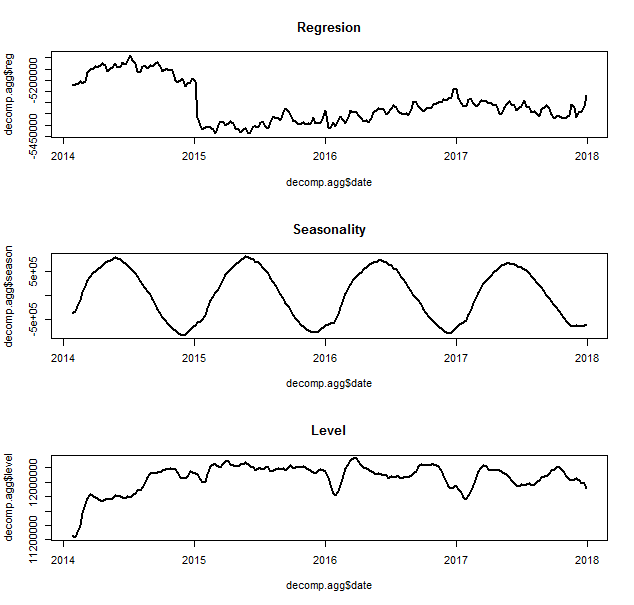 Regresion
decomp.agg$reg
-5200000
-5450000
2014 2015 2016 2017 2018
decomp.agg$date
Seasonality
decomp.agg$season
5e+05
-5e+05
2014 2015 2016 2017 2018
decomp.agg$date
Level
decomp.agg$level
12000000
11200000
2014 2015 2016 2017 2018
decomp.agg$date